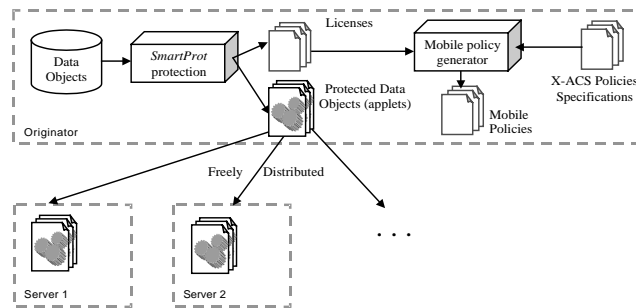 Data
Objects
SmartProt
protection
Licenses
Mobile policy
generator
X-ACS Policies
Specifications
Protected Data
Objects (applets)
Mobile
Policies
Originator
Freely Distributed
. . .
Server 1
Server 2